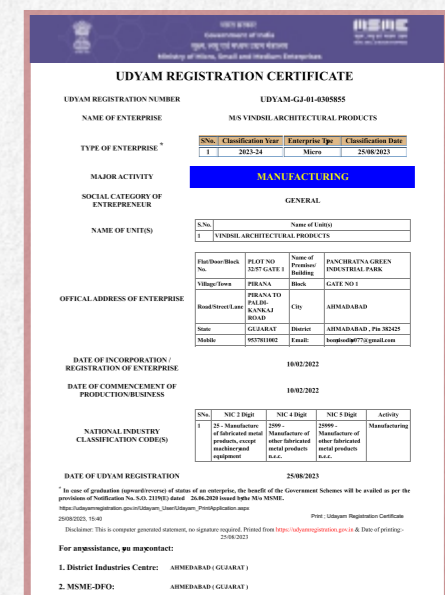 भारत सरकार
Government of India
Ministry of Micro, Small and Medium Enterprises
UDYAM REGISTRATION CERTIFICATE
UDYAM REGISTRATION NUMBER UDYAM-GJ-01-0305855
NAME OF ENTERPRISE M/S VINDSIL ARCHITECTURAL PRODUCTS
TYPE OF ENTERPRISE *
SNo. Classification Year Enterprise Type Classification Date
1 2023-24 Micro 25/08/2023
MAJOR ACTIVITY MANUFACTURING
SOCIAL CATEGORY OF
ENTREPRENEUR
GENERAL
NAME OF UNIT(S)
S.No. Name of Unit(s)
1 VINDSIL ARCHITECTURAL PRODUCTS
OFFICAL ADDRESS OF ENTERPRISE
Flat/Door/Block
No.
PLOT NO
32/57 GATE 1
Name of
Premises/
Building
PANCHRATNA GREEN
INDUSTRIAL PARK
Village/Town PIRANA Block GATE NO 1
Road/Street/Lane
PIRANA TO
PALDI-
KANKAJ
ROAD
City AHMADABAD
State GUJARAT District AHMADABAD , Pin 382425
Mobile 9537811002 Email:
DATE OF INCORPORATION /
REGISTRATION OF ENTERPRISE
10/02/2022
DATE OF COMMENCEMENT OF
PRODUCTION/BUSINESS
10/02/2022
NATIONAL INDUSTRY
CLASSIFICATION CODE(S)
SNo. NIC 2 Digit NIC 4 Digit NIC 5 Digit Activity
1
25 - Manufacture
of fabricated metal
products, except
machinery and
equipment
2599 -
Manufacture of
other fabricated
metal products
n.e.c.
25999 -
Manufacture of
other fabricated
metal products
n.e.c.
Manufacturing
DATE OF UDYAM REGISTRATION 25/08/2023
* In case of graduation (upward/reverse) of status of an enterprise, the benefit of the Government Schemes will be availed as per the
provisions of Notification No. S.O. 2119(E) dated 26.06.2020 issued by the M/o MSME.
https://udyamregistration.gov.in/Udyam_User/Udyam_PrintApplication.aspx
25/08/2023, 15:40
Print : Udyam Registration Certificate
Disclaimer: This is computer generated statement, no signature required. Printed from https://udyamregistration.gov.in & Date of printing:-
25/08/2023
For any assistance, you may contact:
1. District Industries Centre: AHMEDABAD ( GUJARAT )
2. MSME-DFO: AHMEDABAD ( GUJARAT )